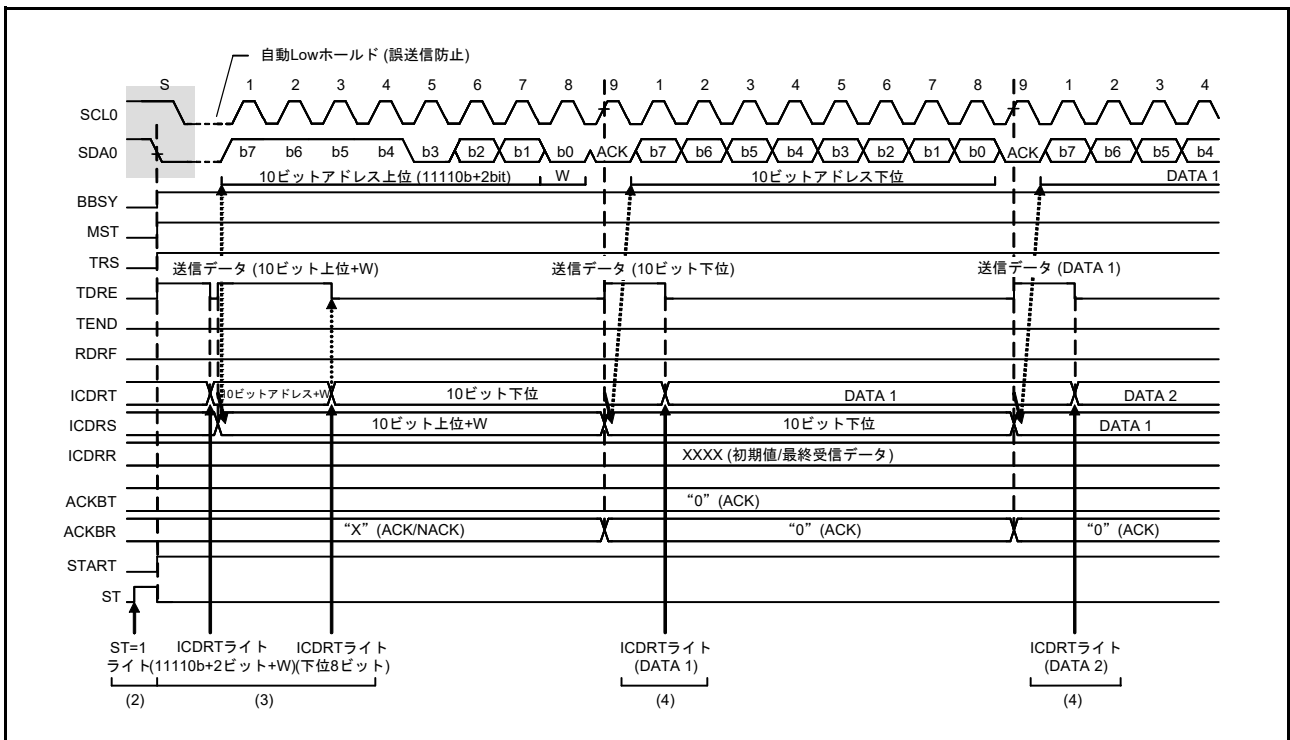 自動Lowホールド (誤送信防止)
S 1 2 3 4 5 6 7 8 9 1 2 3 4 5 6 7 8 9 1 2 3 4
SCL0
SDA0 b7 b6 b5 b4 b3 b2 b1 b0 ACK b7 b6 b5 b4 b3 b2 b1 b0 ACK b7 b6 b5 b4
10ビットアドレス上位 (11110b+2bit) W 10ビットアドレス下位 DATA 1
BBSY
MST
TRS
送信データ (10ビット上位+W) 送信データ (10ビット下位) 送信データ (DATA 1)
TDRE
TEND
RDRF
ICDRT 10ビットアドレス+W 10ビット下位 DATA 1 DATA 2
ICDRS 10ビット上位+W 10ビット下位 DATA 1
ICDRR XXXX (初期値/最終受信データ)
ACKBT “0” (ACK)
ACKBR “X” (ACK/NACK) “0” (ACK) “0” (ACK)
START
ST
ST=1 ICDRTライト ICDRTライト ICDRTライト ICDRTライト
ライト (11110b+2ビット+W) (下位8ビット) (DATA 1) (DATA 2)
(2) (3) (4) (4)